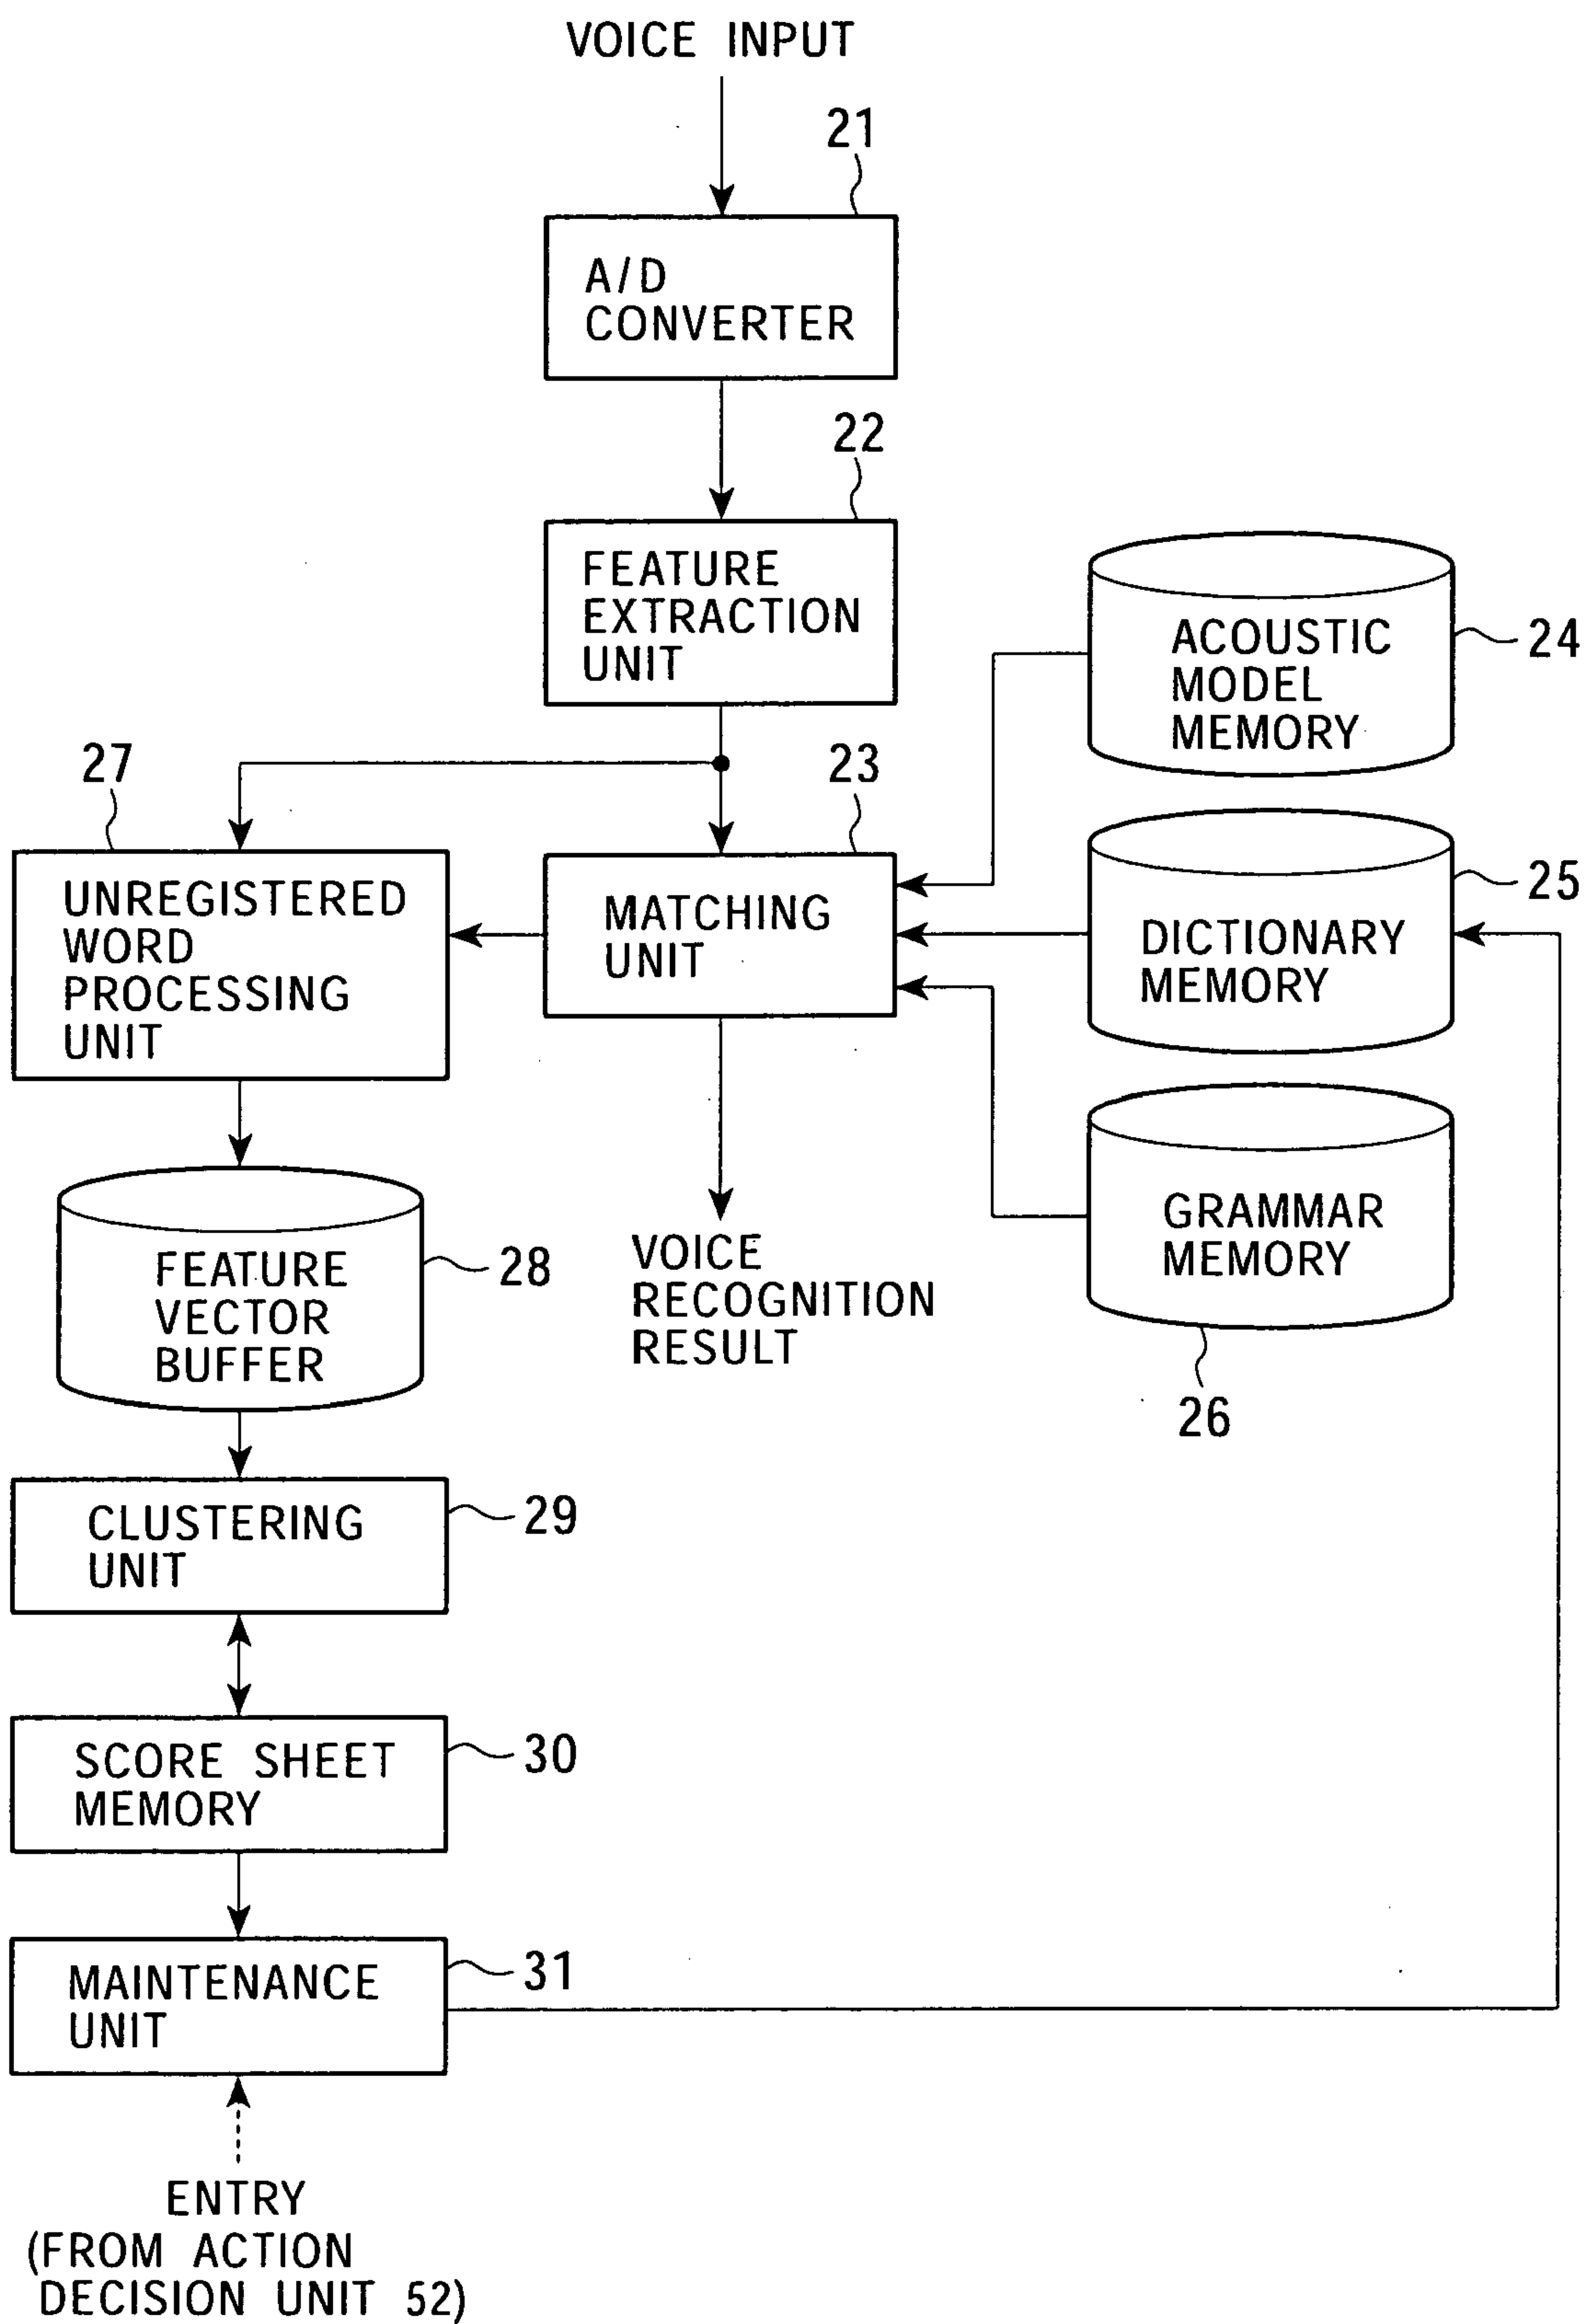 VOICE INPUT
21
A/D
CONVERTER
22
FEATURE
EXTRACTION
UNIT
ACOUSTIC
MODEL
MEMORY
24
27
23
UNREGISTERED
WORD
PROCESSING
UNIT
MATCHING
UNIT
DICTIONARY
MEMORY
25
FEATURE
VECTOR
BUFFER
28
VOICE
RECOGNITION
RESULT
GRAMMAR
MEMORY
26
CLUSTERING
UNIT
29
SCORE SHEET
MEMORY
30
MAINTENANCE
UNIT
31
ENTRY
(FROM ACTION
DECISION UNIT 52)